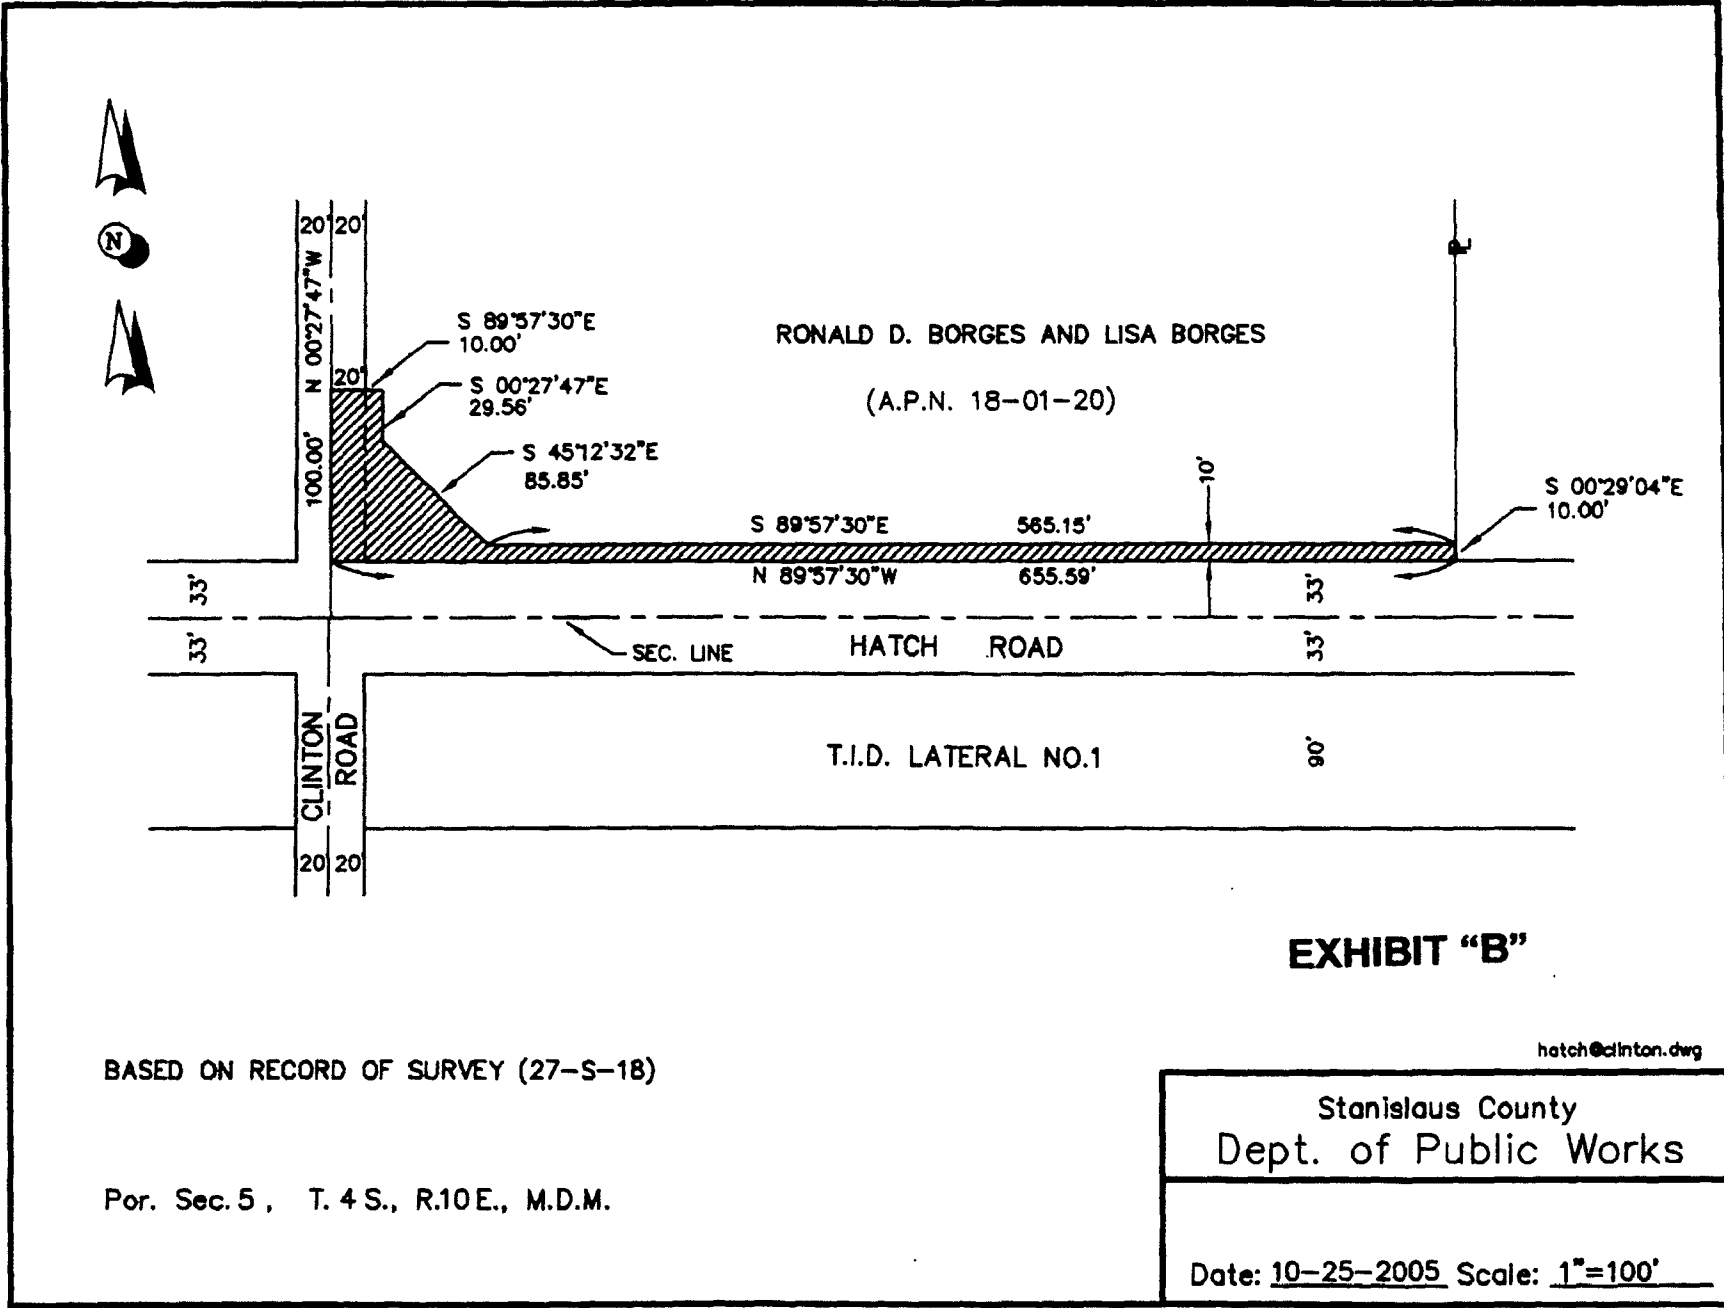 N
20' 20'
N 00°27'47"W
100.00'
20'
S 89°57'30"E
10.00'
S 00°27'47"E
29.56'
S 45°12'32"E
85.85'
RONALD D. BORGES AND LISA BORGES
(A.P.N. 18-01-20)
PL
10'
S 00°29'04"E
10.00'
S 89°57'30"E 565.15'
N 89°57'30"W 655.59'
33' 33'
33' 33'
SEC. LINE
HATCH ROAD
CLINTON
ROAD
T.I.D. LATERAL NO.1
90'
20' 20'
EXHIBIT “B”
hatch@clinton.dwg
BASED ON RECORD OF SURVEY (27-S-18)
Por. Sec. 5 , T. 4 S., R.10 E., M.D.M.
Stanislaus County
Dept. of Public Works
Date: 10-25-2005 Scale: 1"=100'